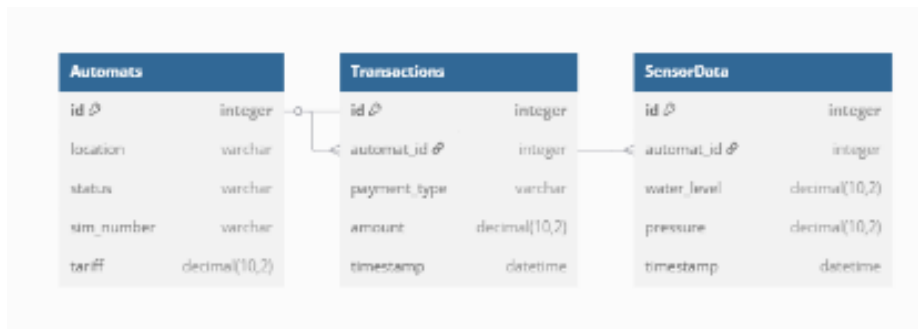 Automats
id integer
location varchar
status varchar
sim_number varchar
tariff decimal(10,2)
Transactions
id integer
automat_id integer
payment_type varchar
amount decimal(10,2)
timestamp datetime
SensorData
id integer
automat_id integer
water_level decimal(10,2)
pressure decimal(10,2)
timestamp datetime